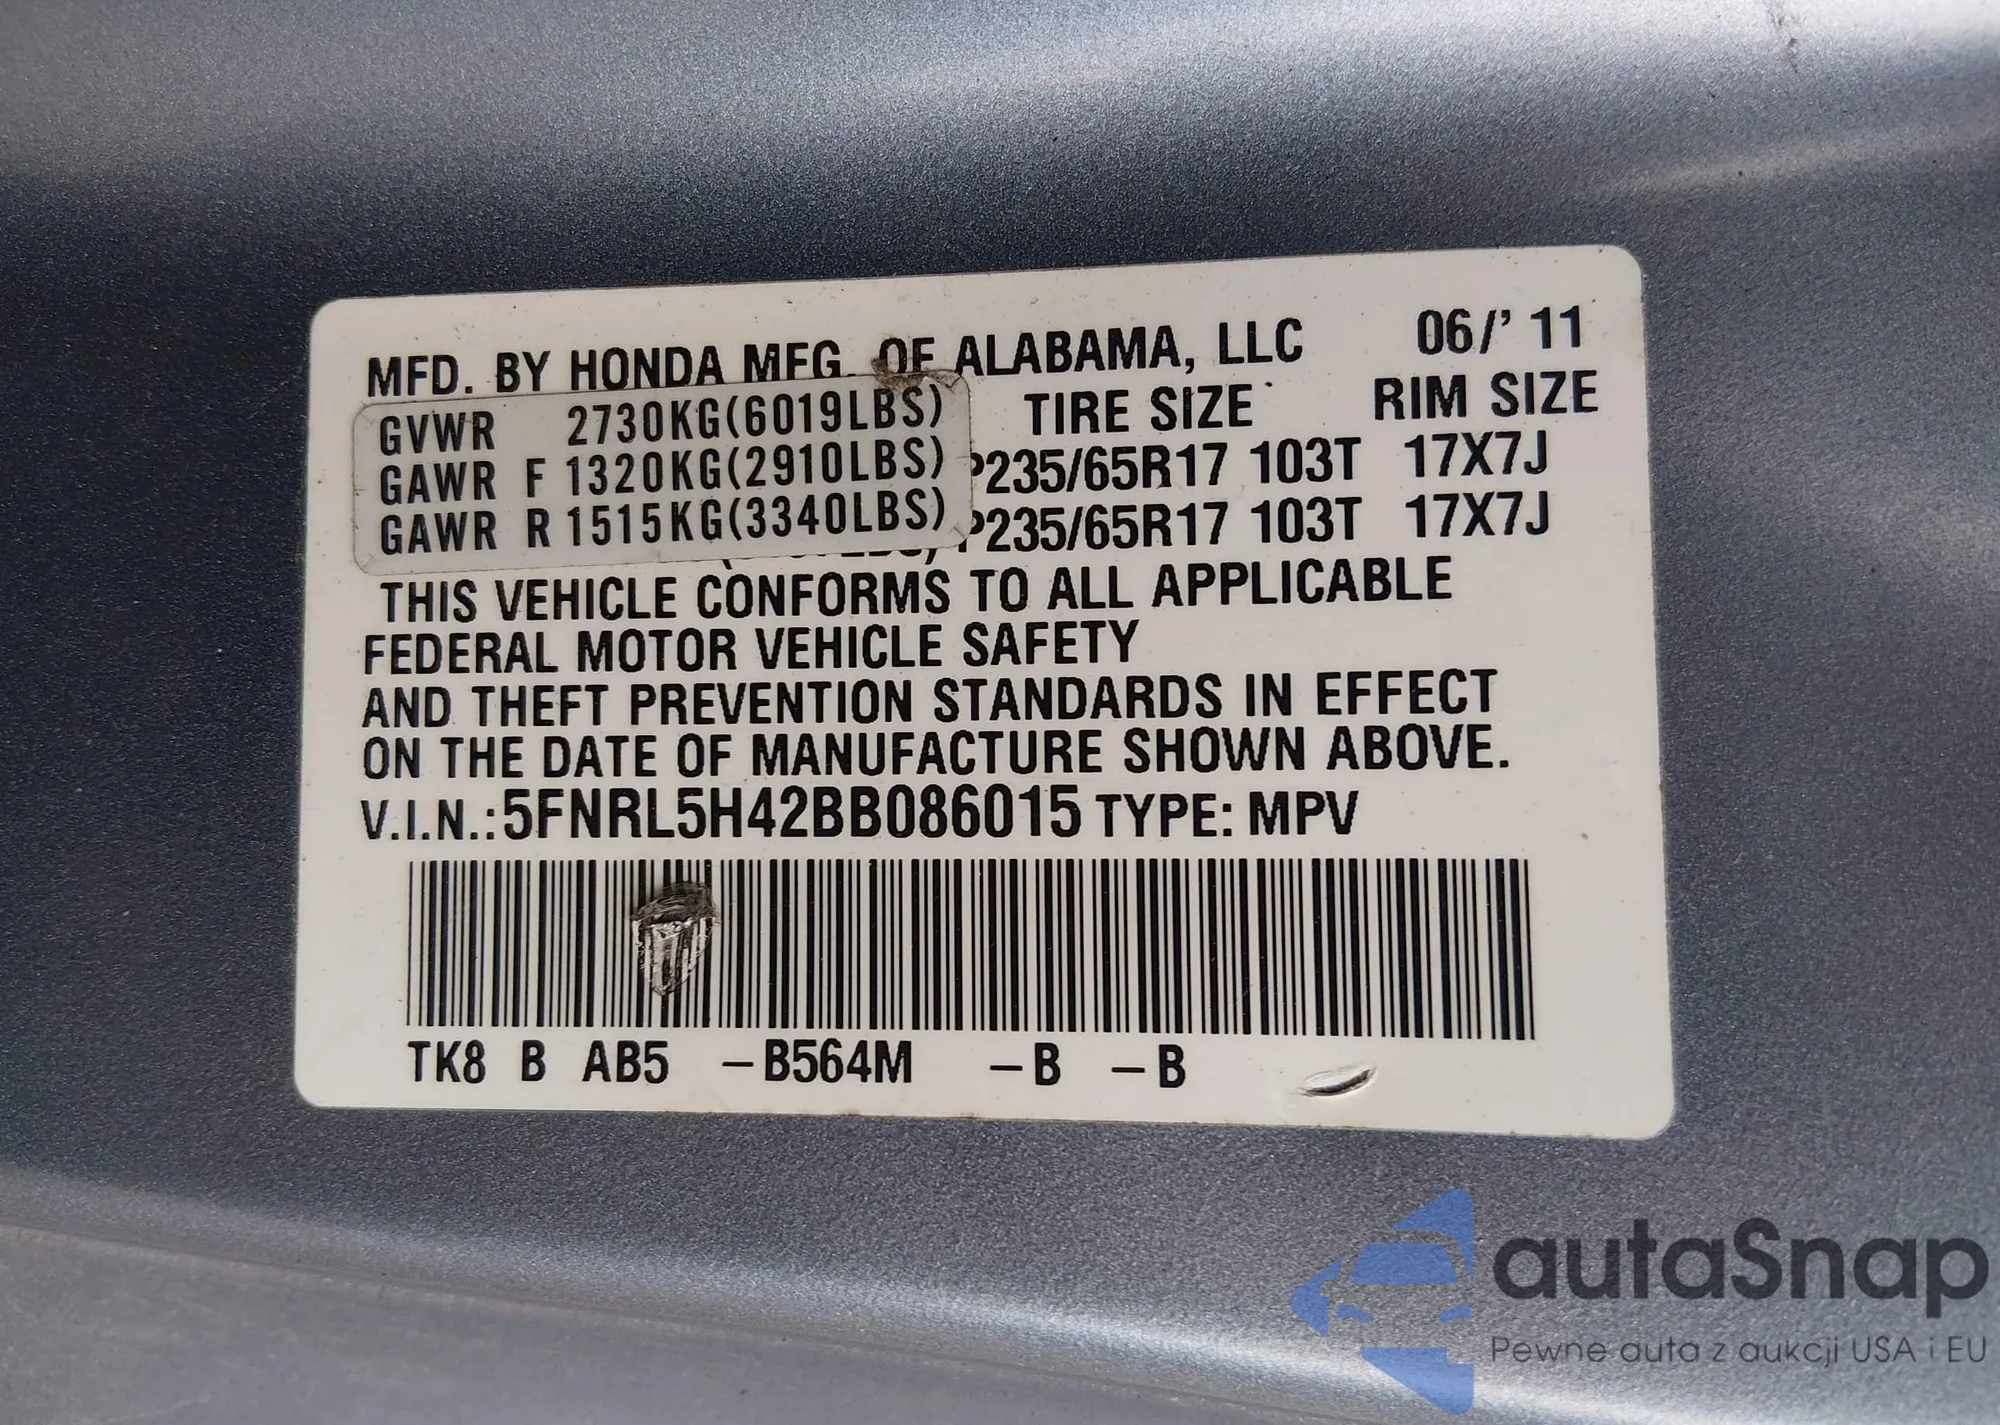 MFD. BY HONDA MFG. OF ALABAMA, LLC 06/'11
TIRE SIZE RIM SIZE
GVWR 2730KG(6019LBS)
GAWR F 1320KG(2910LBS) P235/65R17 103T 17X7J
GAWR R 1515KG(3340LBS) P235/65R17 103T 17X7J
THIS VEHICLE CONFORMS TO ALL APPLICABLE
FEDERAL MOTOR VEHICLE SAFETY
AND THEFT PREVENTION STANDARDS IN EFFECT
ON THE DATE OF MANUFACTURE SHOWN ABOVE.
V.I.N.:5FNRL5H42BB086015 TYPE: MPV
TK8 B AB5 -B564M -B -B
autaSnap
Pewne auta z aukcji USA i EU